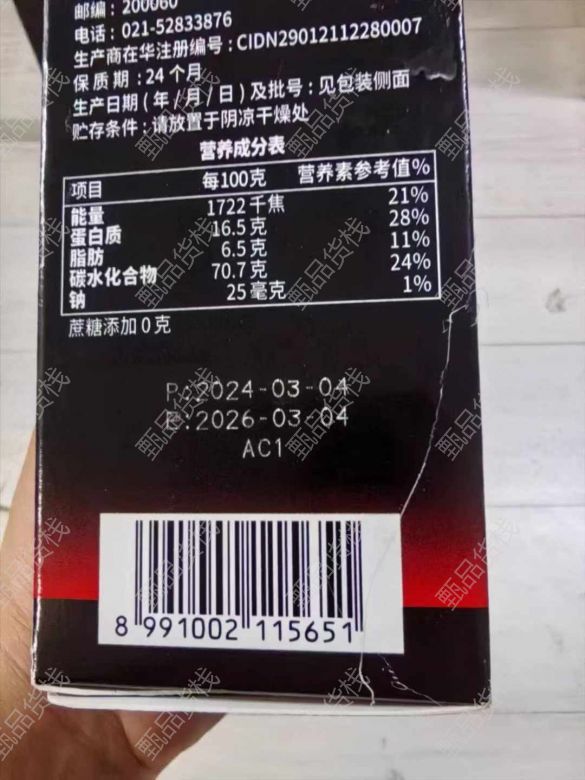 邮编：200060
电话：021-52833876
生产商在华注册编号：CIDN29012112280007
保质期：24个月
生产日期(年/月/日)及批号：见包装侧面
贮存条件：请放置于阴凉干燥处
营养成分表
项目 每100克 营养素参考值%
能量 1722千焦 21%
蛋白质 16.5克 28%
脂肪 6.5克 11%
碳水化合物 70.7克 24%
钠 25毫克 1%
蔗糖添加0克
P:2024-03-04
E:2026-03-04
AC1
8 991002 115651
甄品货栈